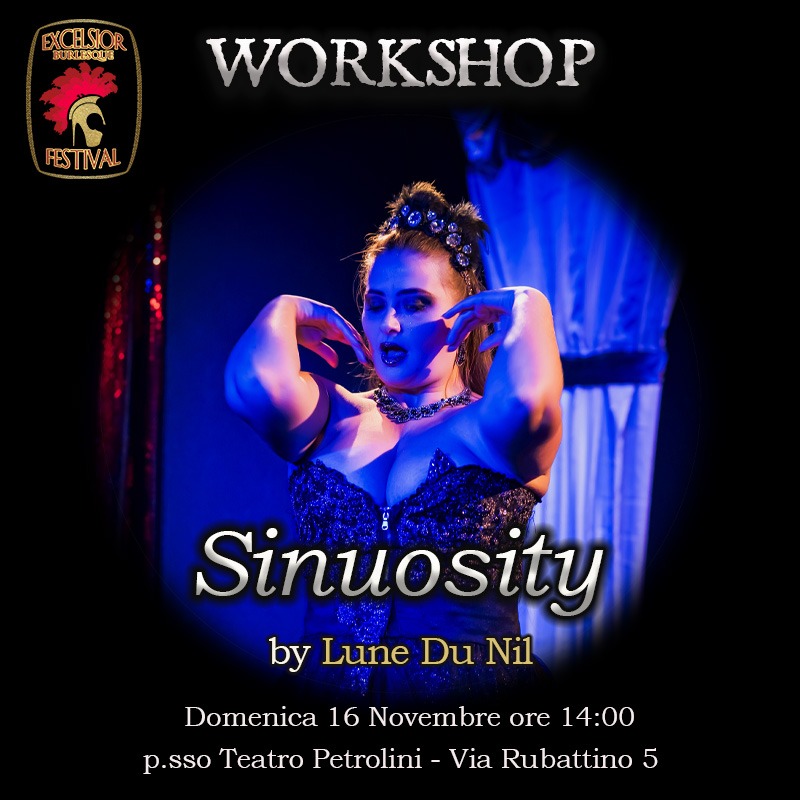 EXCELSIOR
BURLESQUE
FESTIVAL
WORKSHOP
Sinuosity
by Lune Du Nil
Domenica 16 Novembre ore 14:00
p.sso Teatro Petrolini - Via Rubattino 5